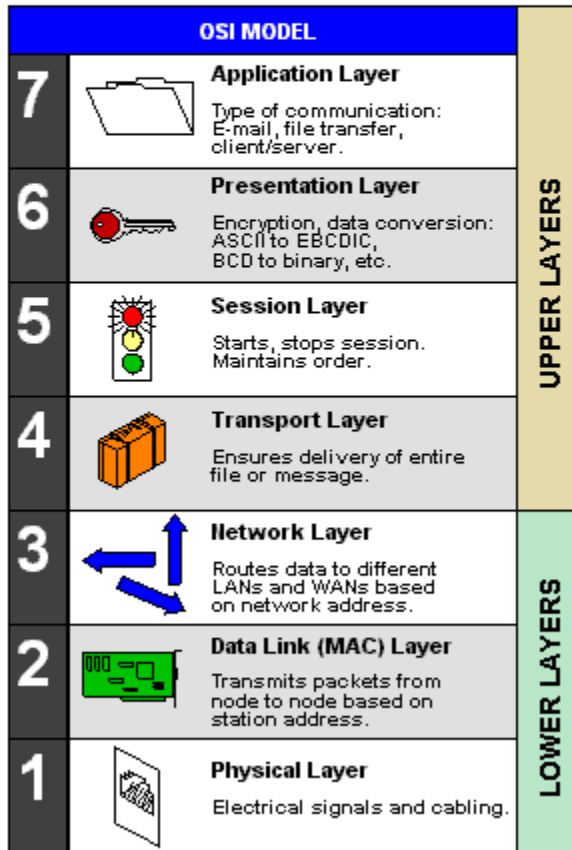 OSI MODEL
7
Application Layer
Type of communication:
E-mail, file transfer,
client/server.
6
Presentation Layer
Encryption, data conversion:
ASCII to EBCDIC,
BCD to binary, etc.
5
Session Layer
Starts, stops session.
Maintains order.
4
Transport Layer
Ensures delivery of entire
file or message.
UPPER LAYERS
3
Network Layer
Routes data to different
LANs and WANs based
on network address.
2
Data Link (MAC) Layer
Transmits packets from
node to node based on
station address.
1
Physical Layer
Electrical signals and cabling.
LOWER LAYERS